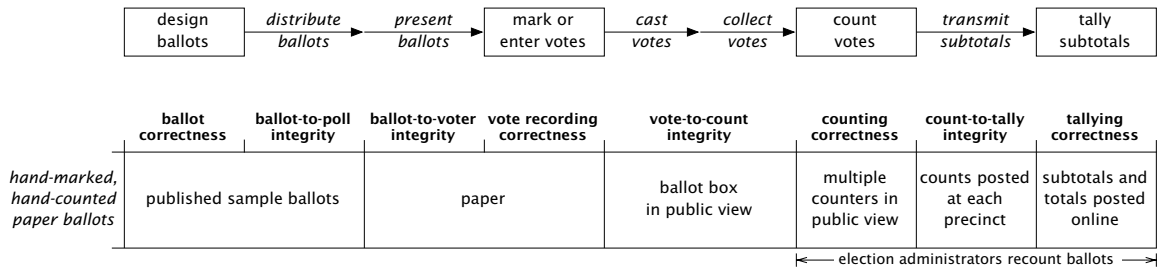 design
ballots
distribute
ballots
present
ballots
mark or
enter votes
cast
votes
collect
votes
count
votes
transmit
subtotals
tally
subtotals
ballot
correctness
ballot-to-poll
integrity
ballot-to-voter
integrity
vote recording
correctness
vote-to-count
integrity
counting
correctness
count-to-tally
integrity
tallying
correctness
hand-marked,
hand-counted
paper ballots
published sample ballots
paper
ballot box
in public view
multiple
counters in
public view
counts posted
at each
precinct
subtotals and
totals posted
online
election administrators recount ballots